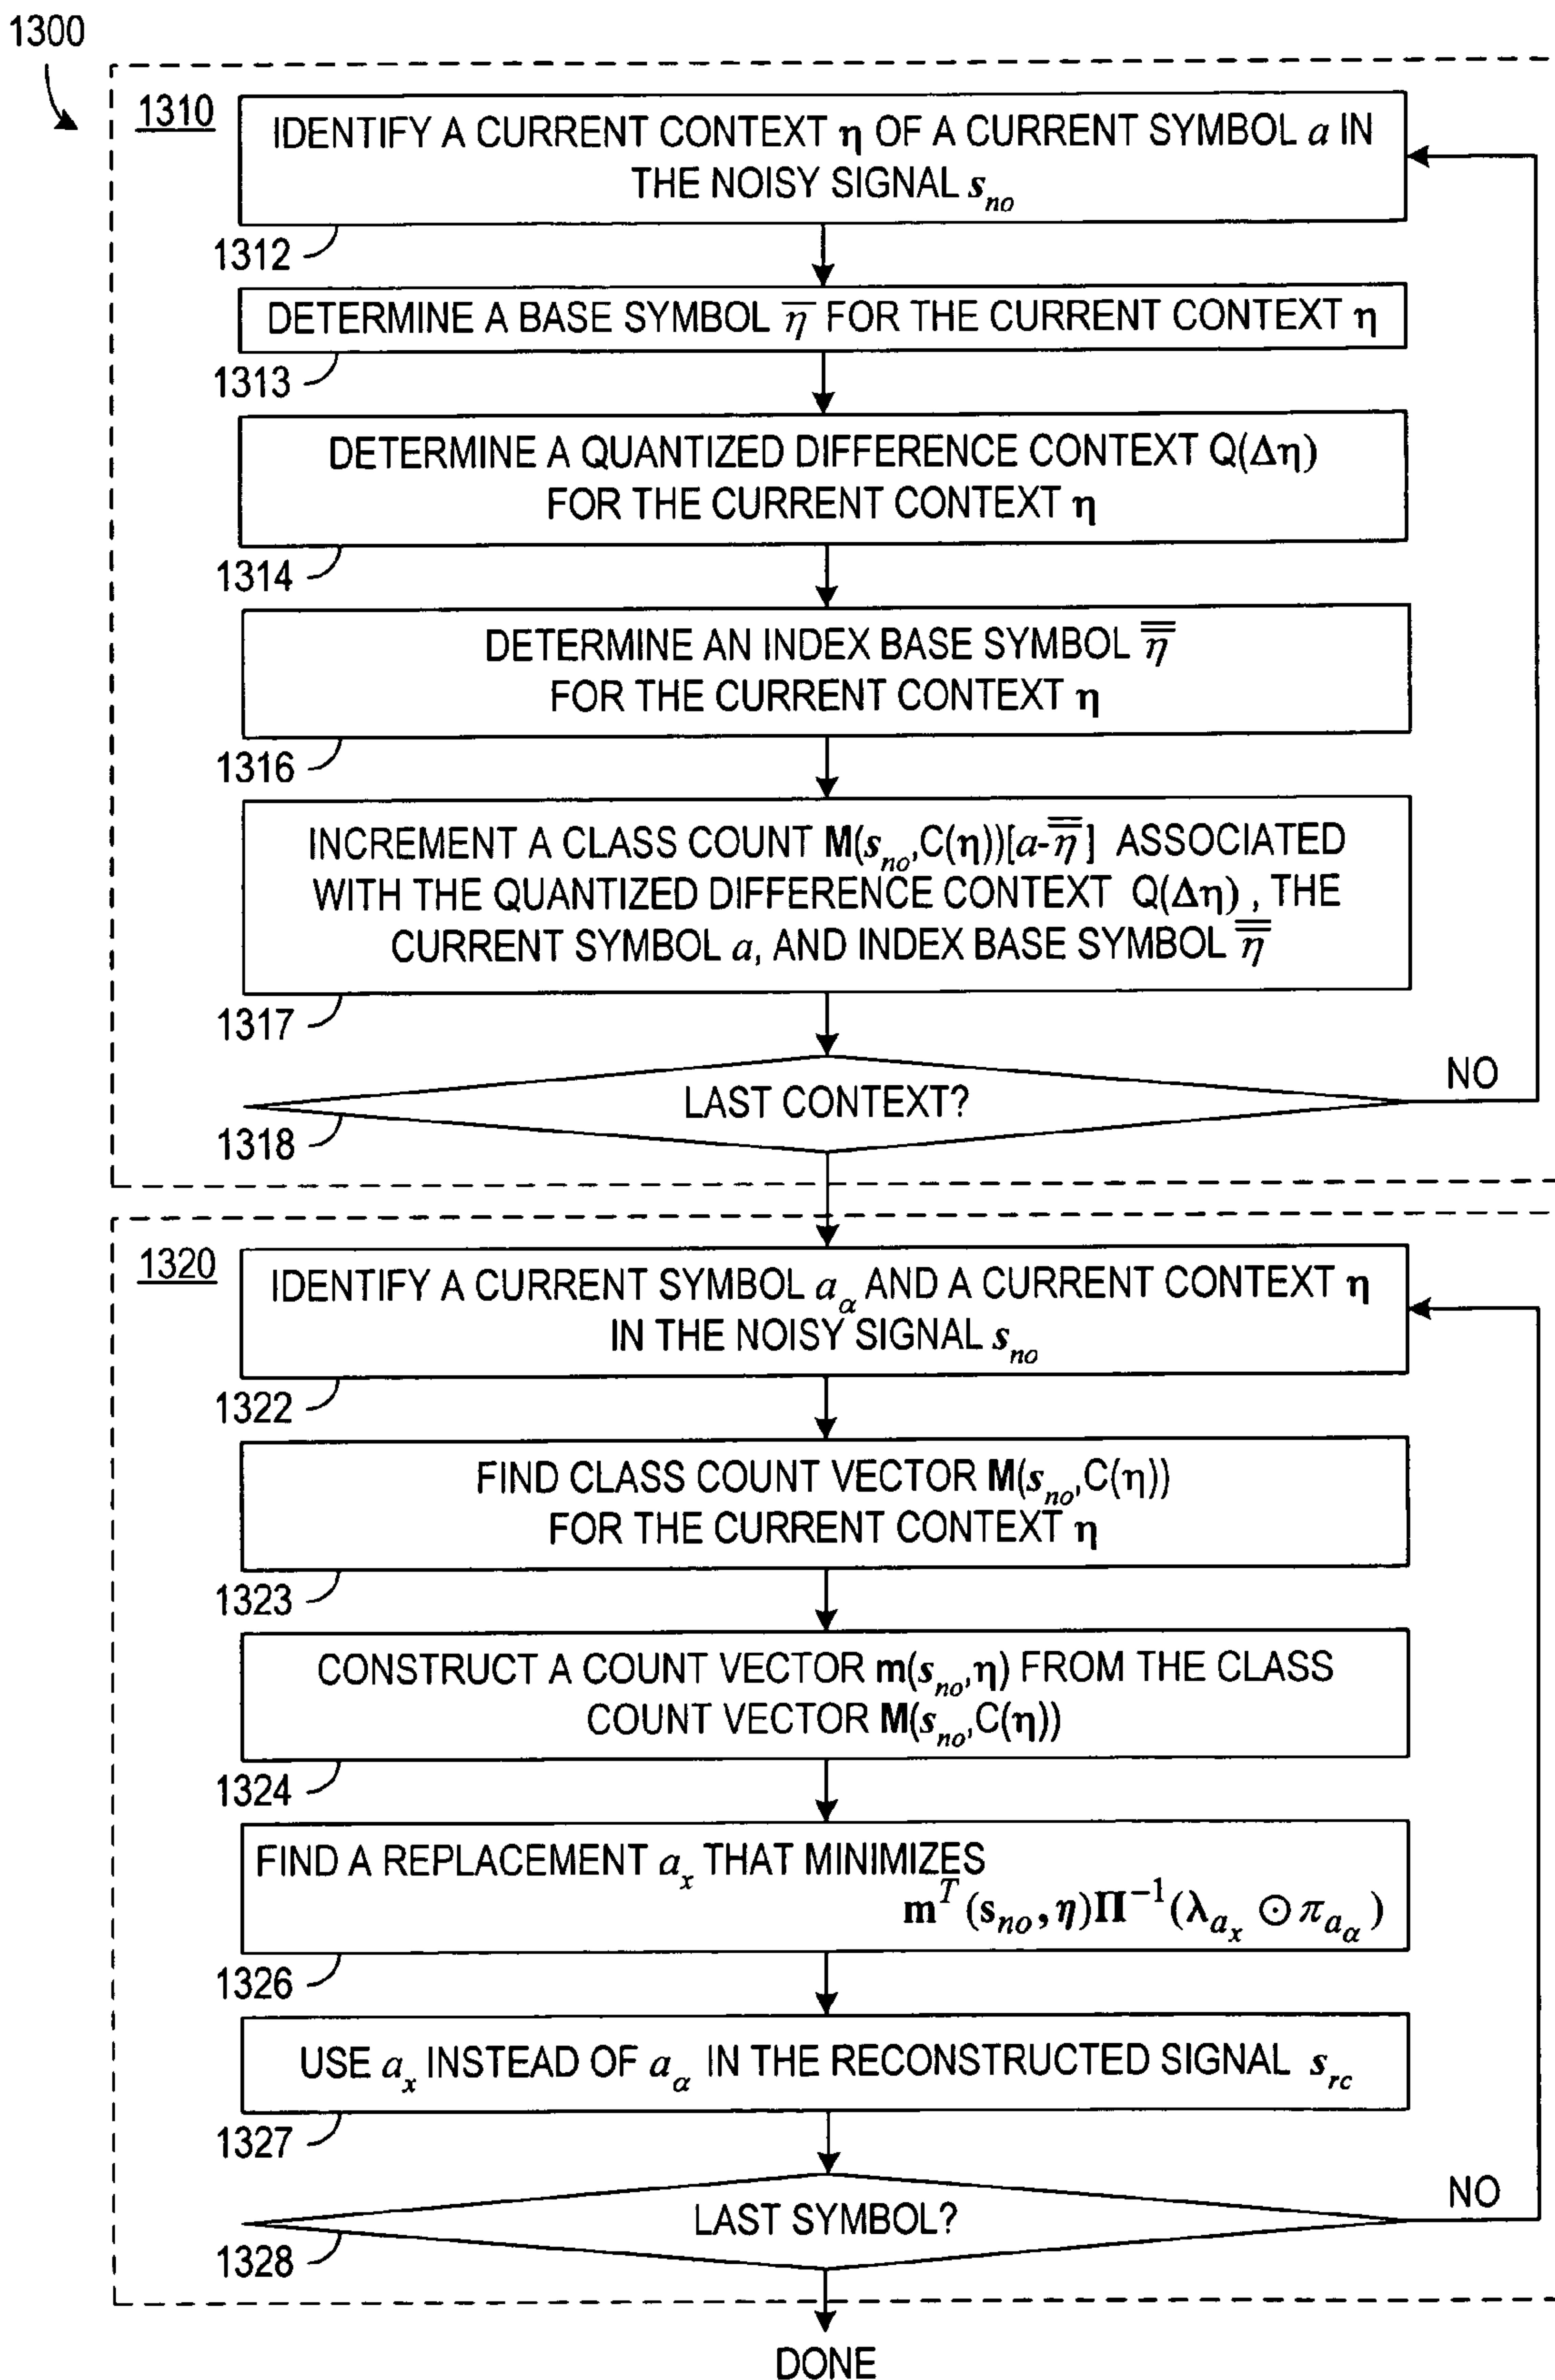 1300
1310
IDENTIFY A CURRENT CONTEXT η OF A CURRENT SYMBOL a IN
THE NOISY SIGNAL s_no
1312
DETERMINE A BASE SYMBOL η̅ FOR THE CURRENT CONTEXT η
1313
DETERMINE A QUANTIZED DIFFERENCE CONTEXT Q(Δη)
FOR THE CURRENT CONTEXT η
1314
DETERMINE AN INDEX BASE SYMBOL η̿
FOR THE CURRENT CONTEXT η
1316
INCREMENT A CLASS COUNT M(s_no,C(η))[a-η̿] ASSOCIATED
WITH THE QUANTIZED DIFFERENCE CONTEXT Q(Δη), THE
CURRENT SYMBOL a, AND INDEX BASE SYMBOL η̿
1317
LAST CONTEXT?
NO
1318
1320
IDENTIFY A CURRENT SYMBOL a_α AND A CURRENT CONTEXT η
IN THE NOISY SIGNAL s_no
1322
FIND CLASS COUNT VECTOR M(s_no,C(η))
FOR THE CURRENT CONTEXT η
1323
CONSTRUCT A COUNT VECTOR m(s_no,η) FROM THE CLASS
COUNT VECTOR M(s_no,C(η))
1324
FIND A REPLACEMENT a_x THAT MINIMIZES
m^T(s_no,η)Π^−1(λ_a_x ⊙ π_a_α)
1326
USE a_x INSTEAD OF a_α IN THE RECONSTRUCTED SIGNAL s_rc
1327
LAST SYMBOL?
NO
1328
DONE